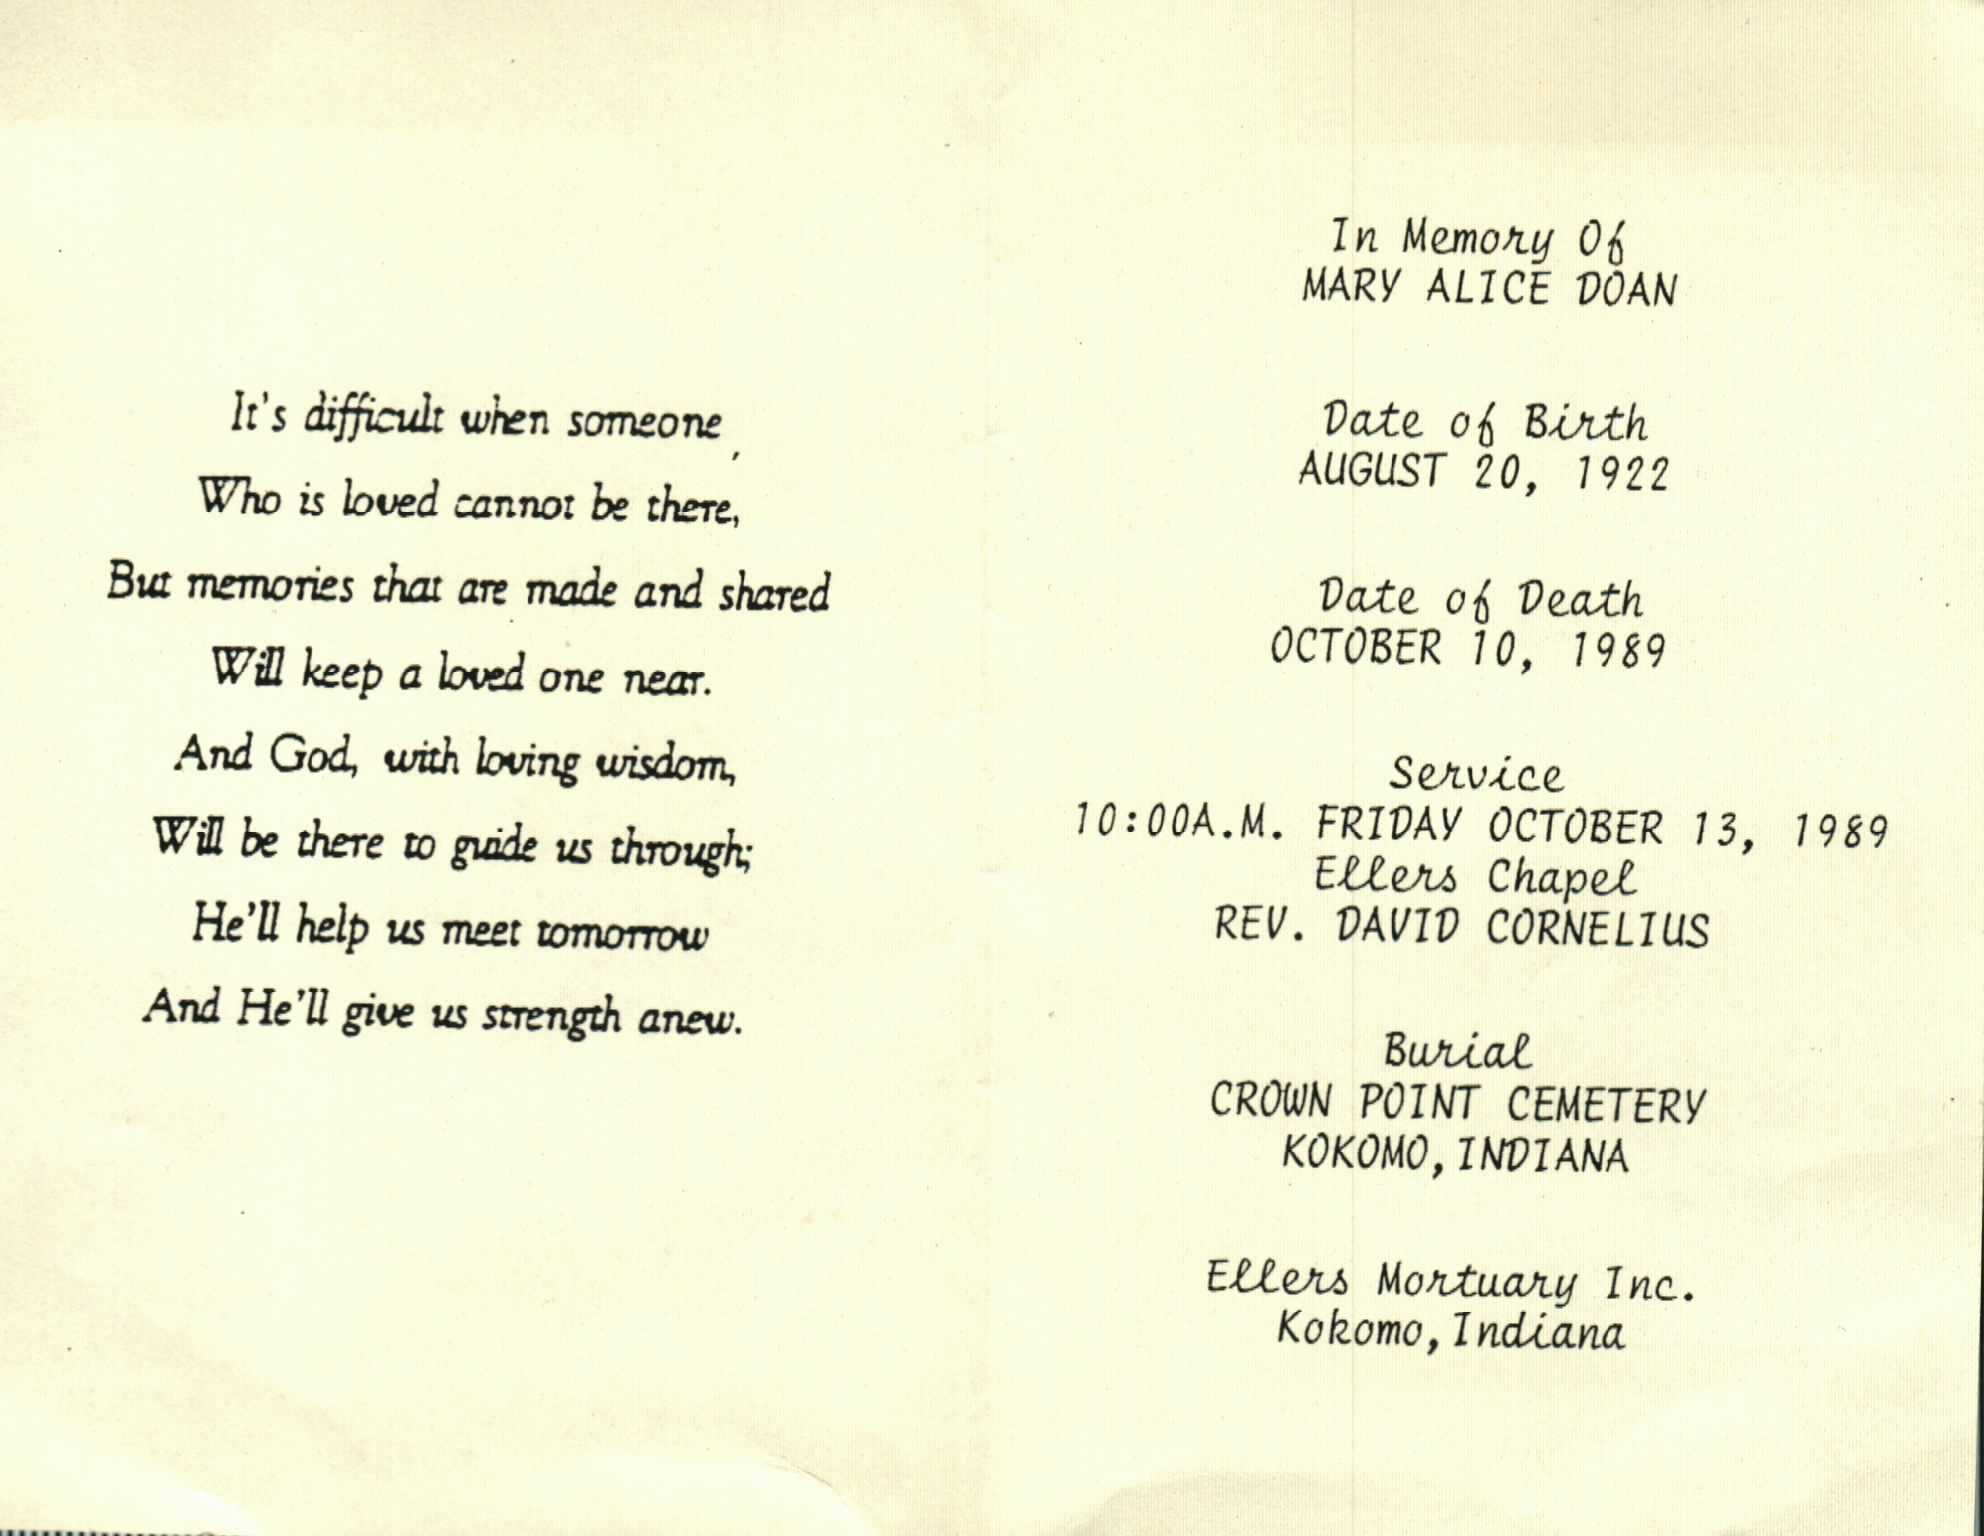 It's difficult when someone,
Who is loved cannot be there,
But memories that are made and shared
Will keep a loved one near.
And God, with loving wisdom,
Will be there to guide us through;
He'll help us meet tomorrow
And He'll give us strength anew.
In Memory Of
MARY ALICE DOAN
Date of Birth
AUGUST 20, 1922
Date of Death
OCTOBER 10, 1989
Service
10:00A.M. FRIDAY OCTOBER 13, 1989
Ellers Chapel
REV. DAVID CORNELIUS
Burial
CROWN POINT CEMETERY
KOKOMO,INDIANA
Ellers Mortuary Inc.
Kokomo,Indiana